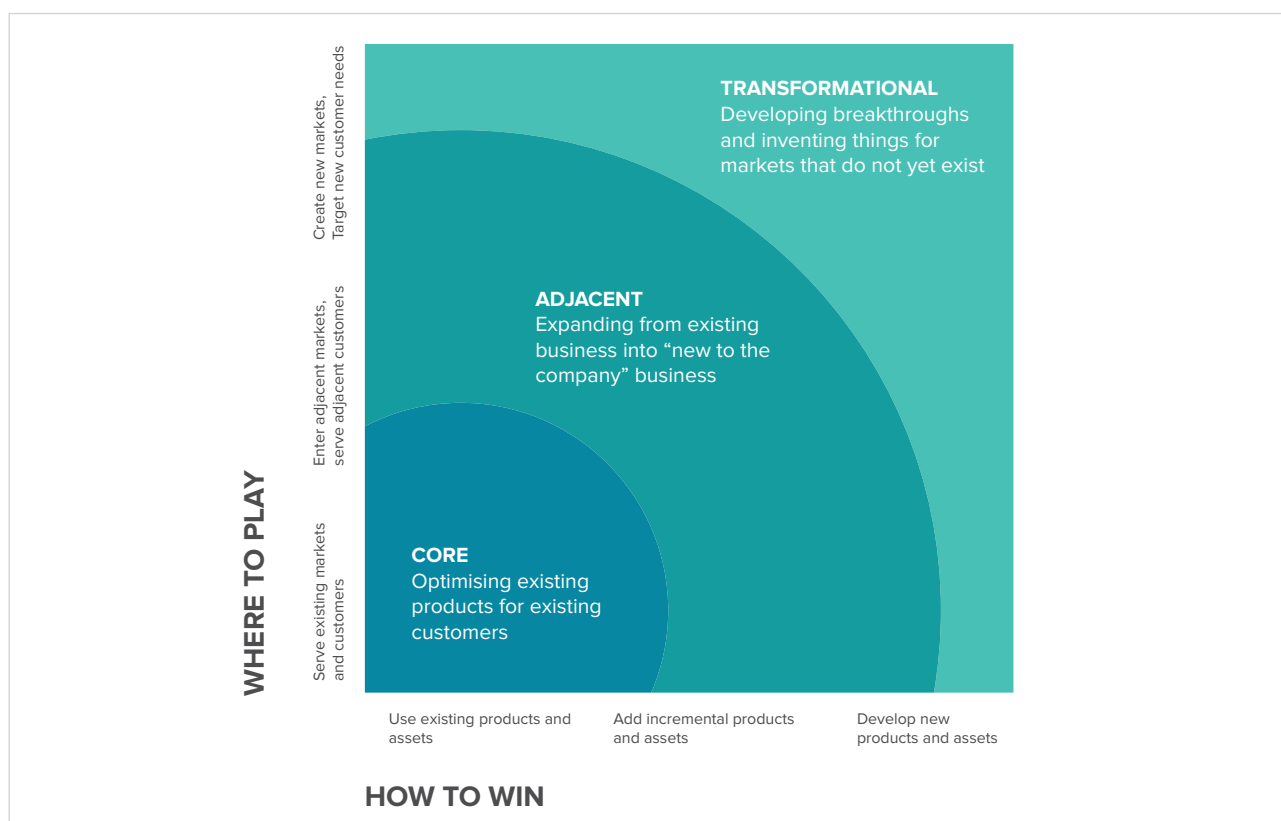 TRANSFORMATIONAL
Developing breakthroughs
and inventing things for
markets that do not yet exist
ADJACENT
Expanding from existing
business into “new to the
company” business
CORE
Optimising existing
products for existing
customers
WHERE TO PLAY
Create new markets,
Target new customer needs
Enter adjacent markets,
serve adjacent customers
Serve existing markets
and customers
Use existing products and
assets
Add incremental products
and assets
Develop new
products and assets
HOW TO WIN